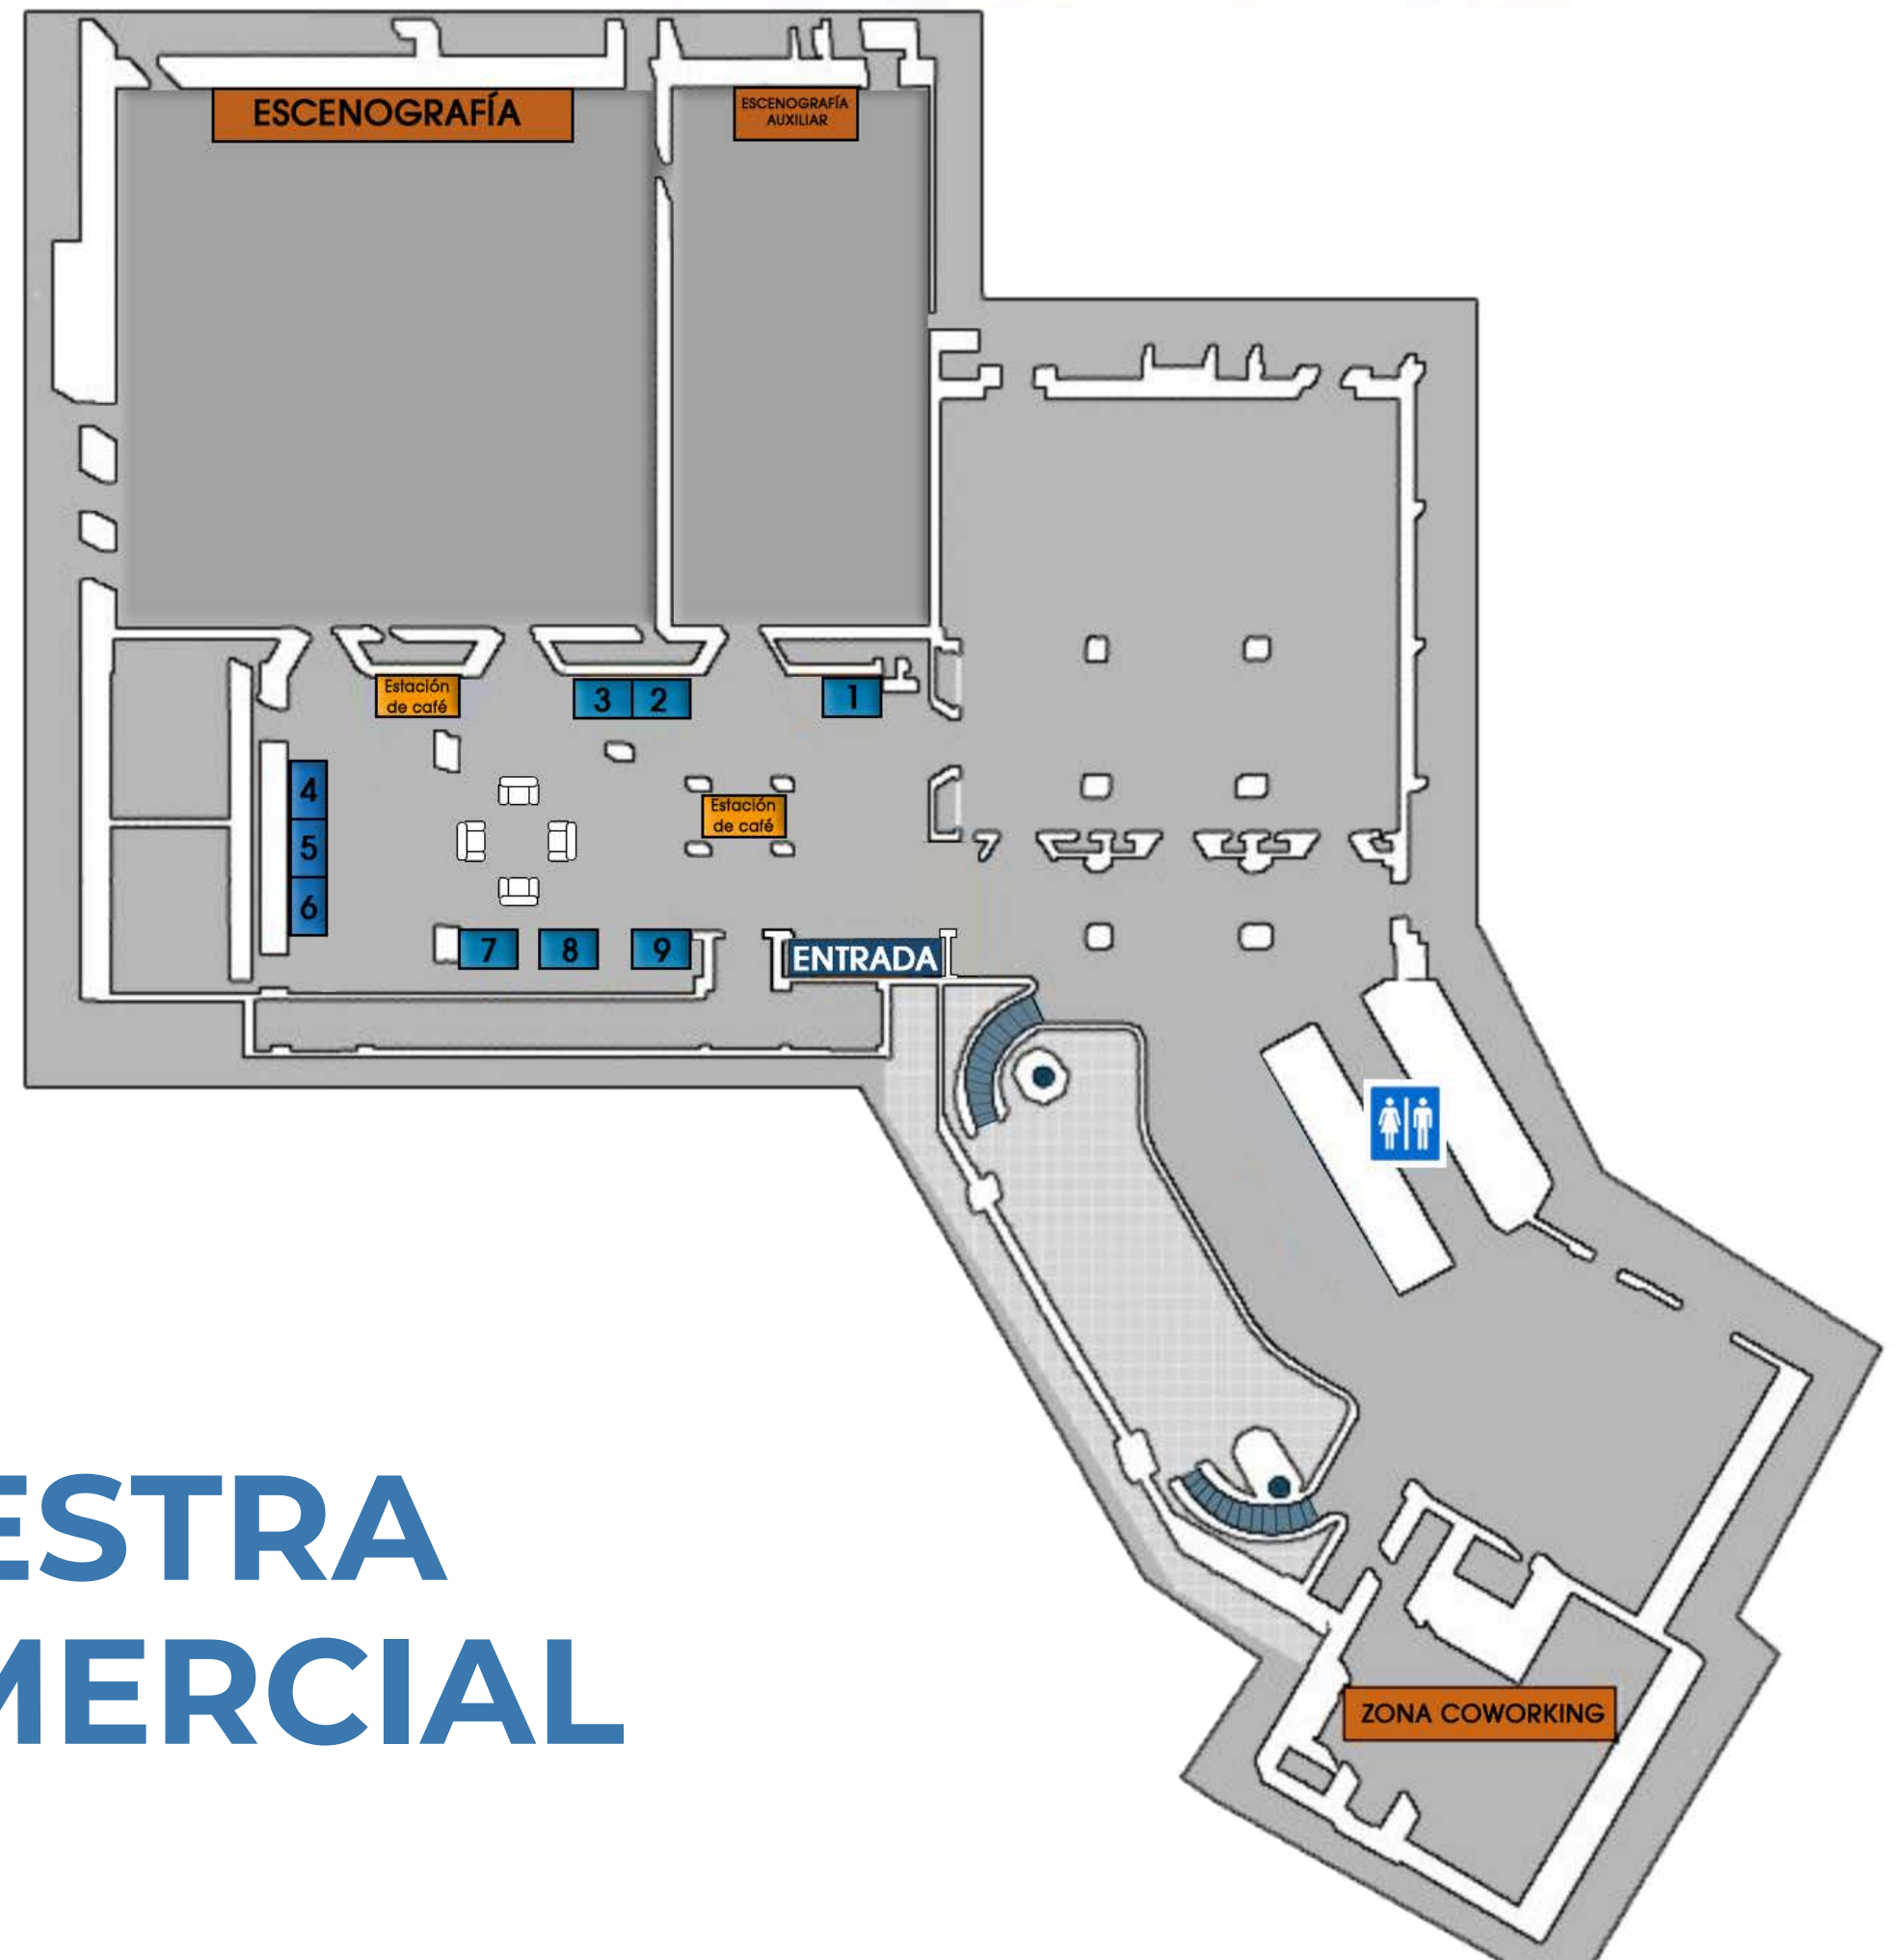 ESCENOGRAFÍA
ESCENOGRAFÍA
AUXILIAR
Estación
de café
3
2
1
4
5
6
Estación
de café
7
8
9
ENTRADA
ESTRA
MERCIAL
ZONA COWORKING